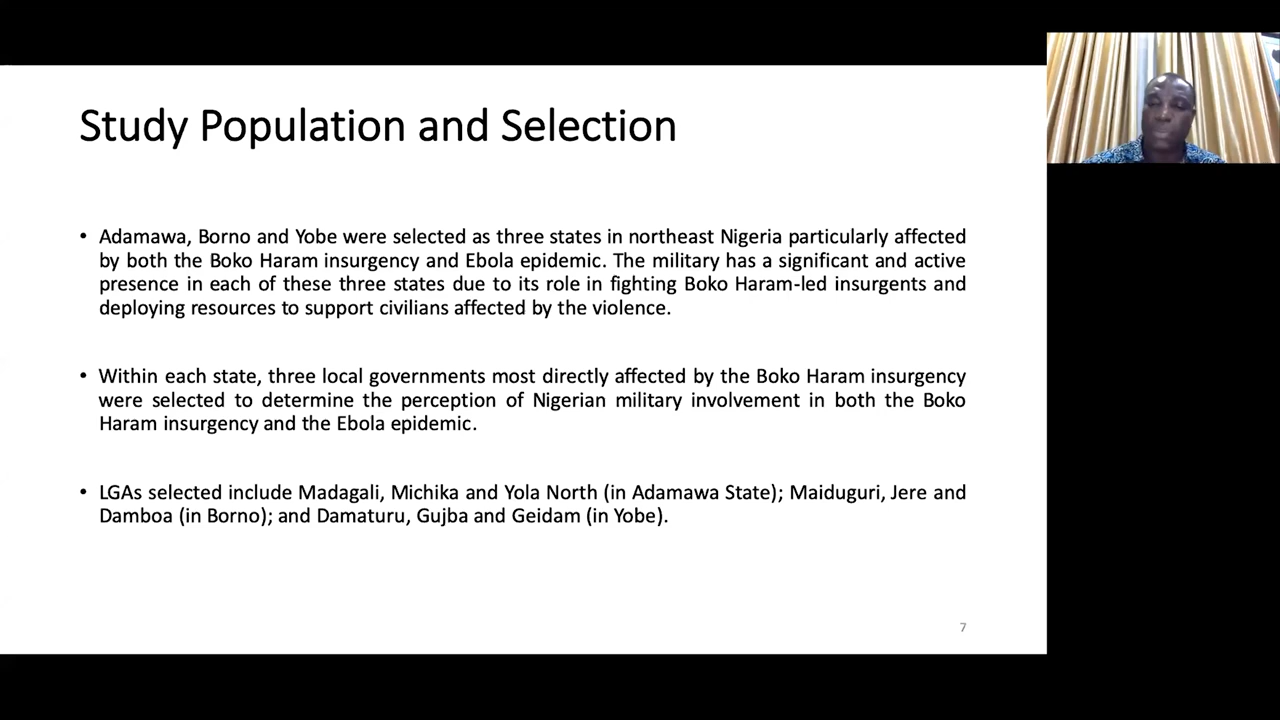 Study Population and Selection
• Adamawa, Borno and Yobe were selected as three states in northeast Nigeria particularly affected
by both the Boko Haram insurgency and Ebola epidemic. The military has a significant and active
presence in each of these three states due to its role in fighting Boko Haram-led insurgents and
deploying resources to support civilians affected by the violence.
• Within each state, three local governments most directly affected by the Boko Haram insurgency
were selected to determine the perception of Nigerian military involvement in both the Boko
Haram insurgency and the Ebola epidemic.
• LGAs selected include Madagali, Michika and Yola North (in Adamawa State); Maiduguri, Jere and
Damboa (in Borno); and Damaturu, Gujba and Geidam (in Yobe).
7